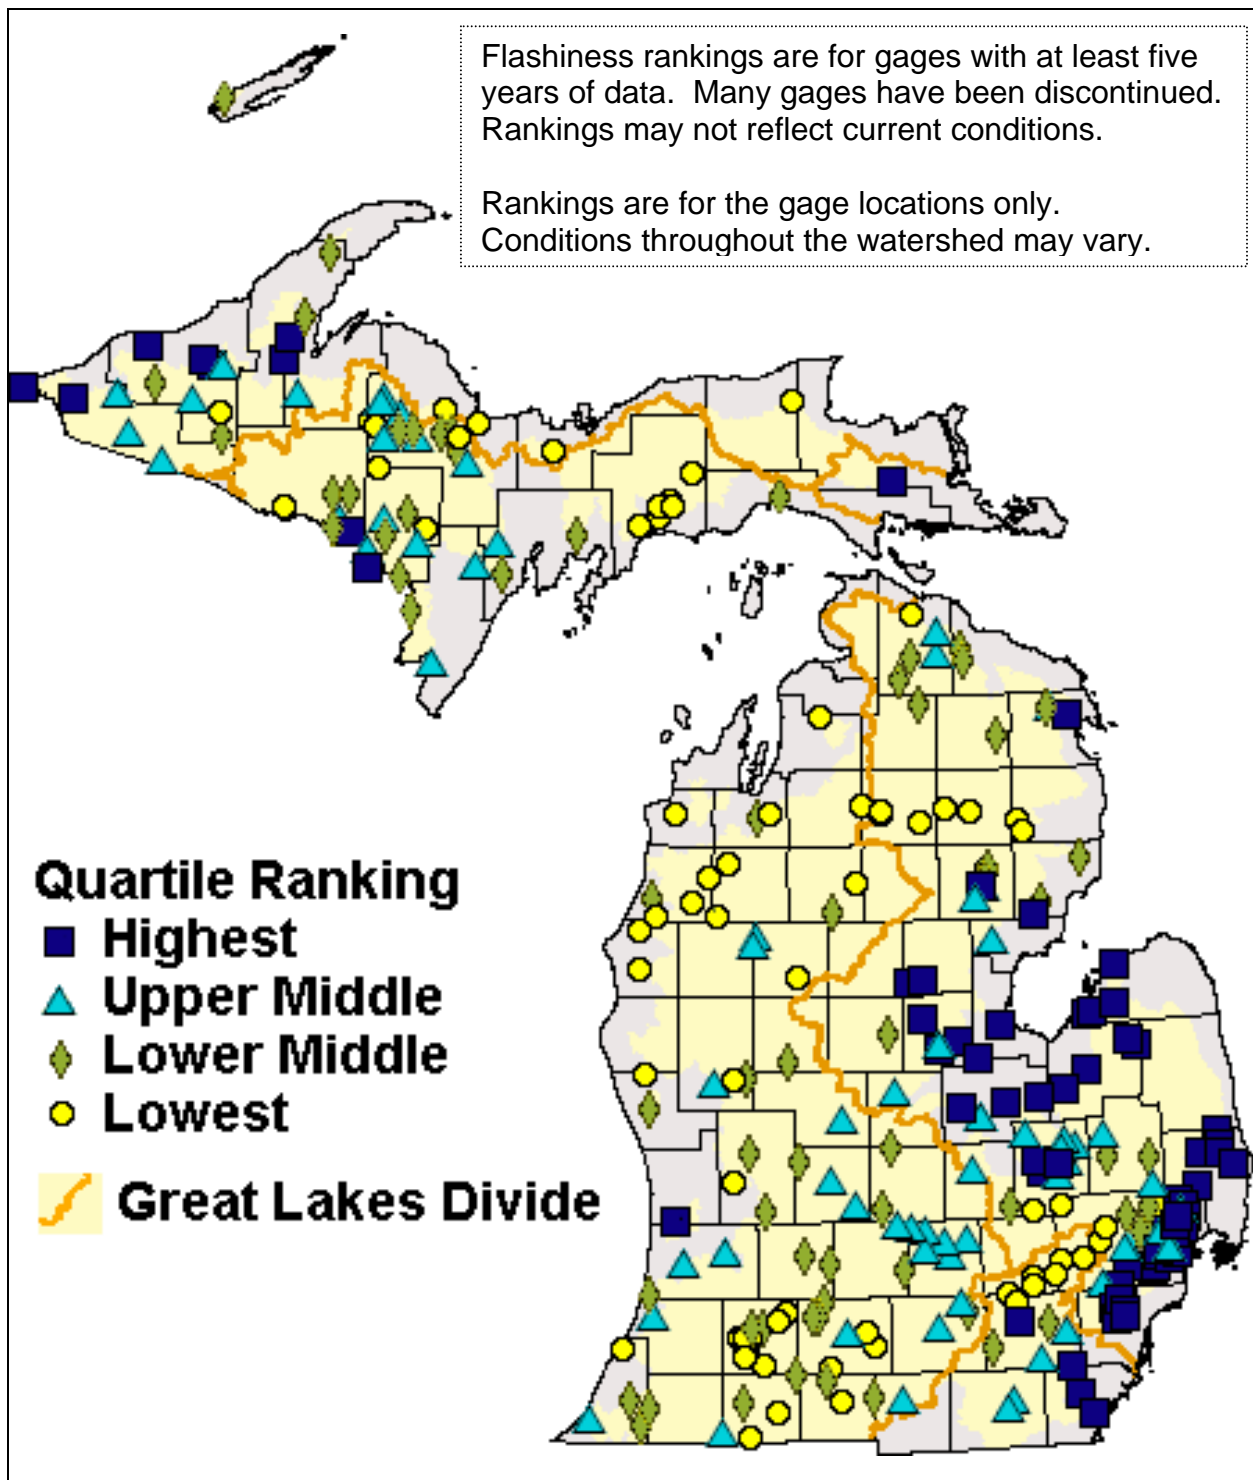 Flashiness rankings are for gages with at least five
years of data. Many gages have been discontinued.
Rankings may not reflect current conditions.
Rankings are for the gage locations only.
Conditions throughout the watershed may vary.
Quartile Ranking
Highest
Upper Middle
Lower Middle
Lowest
Great Lakes Divide